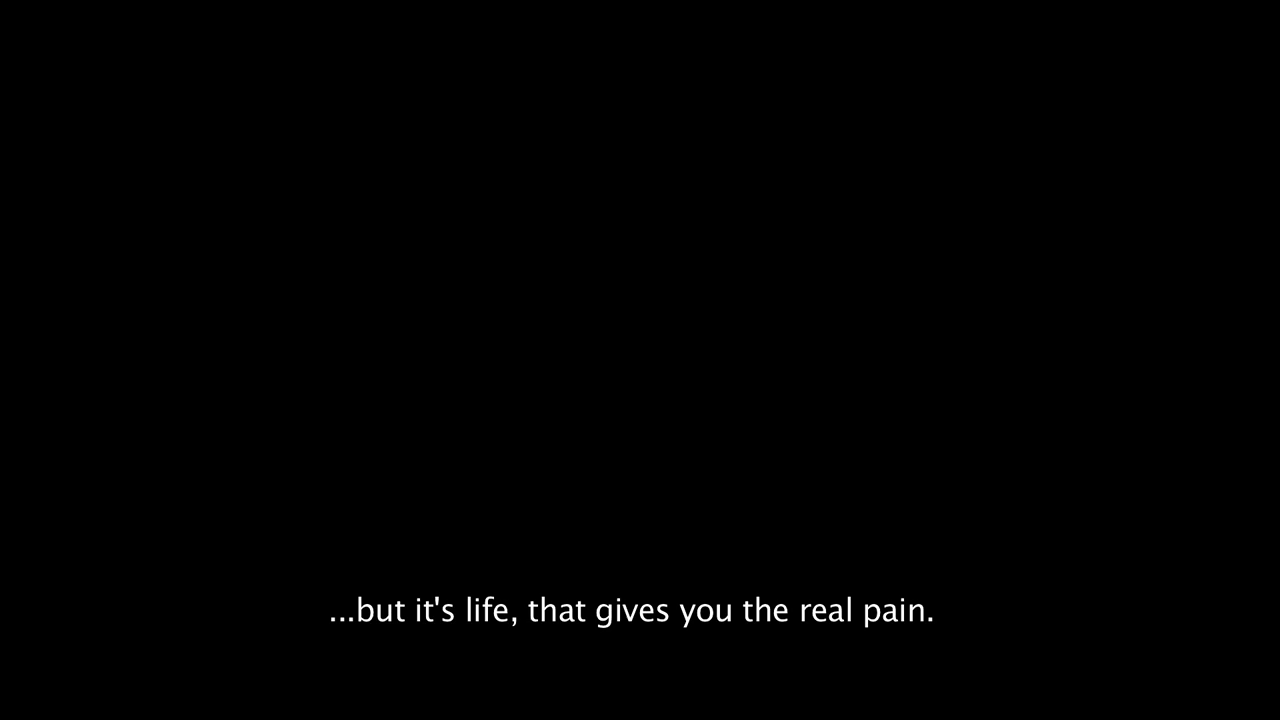 ...but it's life, that gives you the real pain.